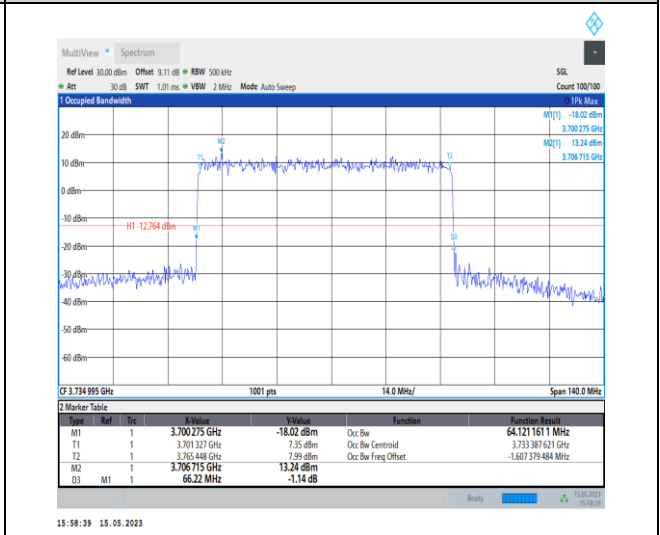 MultiView Spectrum
Ref Level 30.00 dBm Offset 9.11 dB RBW 500 kHz SGL
Att 30 dB SWT 1.01 ms VBW 2 MHz Mode Auto Sweep Count 100/100
1 Occupied Bandwidth 1Pk Max
M1[1] -18.02 dBm
3.700 275 GHz
M2[1] 13.24 dBm
3.706 715 GHz
20 dBm
M2
T1
T2
10 dBm
0 dBm
-10 dBm
H1 -12.764 dBm
M1
D3
-20 dBm
-30 dBm
-40 dBm
-50 dBm
-60 dBm
CF 3.734 995 GHz 1001 pts 14.0 MHz/ Span 140.0 MHz
2 Marker Table
Type Ref Trc X-Value Y-Value Function Function Result
M1 1 3.700 275 GHz -18.02 dBm Occ Bw 64.121 161 1 MHz
T1 1 3.701 327 GHz 7.35 dBm Occ Bw Centroid 3.733 387 621 GHz
T2 1 3.765 448 GHz 7.99 dBm Occ Bw Freq Offset -1.607 379 484 MHz
M2 1 3.706 715 GHz 13.24 dBm
D3 M1 1 66.22 MHz -1.14 dB
Ready 15.05.2023
15:58:39
15:58:39 15.05.2023